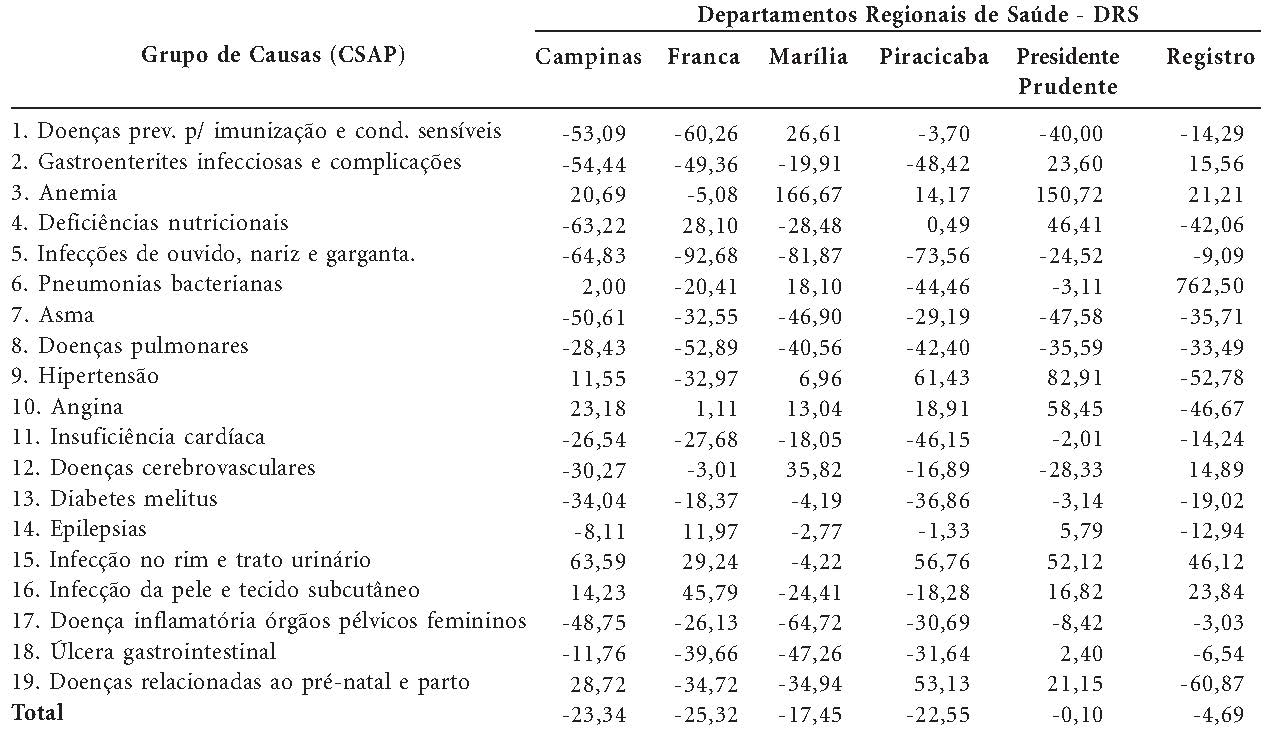 Departamentos Regionais de Saúde - DRS
Grupo de Causas (CSAP) Campinas Franca Marília Piracicaba Presidente Prudente Registro
1. Doenças prev. p/ imunização e cond. sensíveis -53,09 -60,26 26,61 -3,70 -40,00 -14,29
2. Gastroenterites infecciosas e complicações -54,44 -49,36 -19,91 -48,42 23,60 15,56
3. Anemia 20,69 -5,08 166,67 14,17 150,72 21,21
4. Deficiências nutricionais -63,22 28,10 -28,48 0,49 46,41 -42,06
5. Infecções de ouvido, nariz e garganta. -64,83 -92,68 -81,87 -73,56 -24,52 -9,09
6. Pneumonias bacterianas 2,00 -20,41 18,10 -44,46 -3,11 762,50
7. Asma -50,61 -32,55 -46,90 -29,19 -47,58 -35,71
8. Doenças pulmonares -28,43 -52,89 -40,56 -42,40 -35,59 -33,49
9. Hipertensão 11,55 -32,97 6,96 61,43 82,91 -52,78
10. Angina 23,18 1,11 13,04 18,91 58,45 -46,67
11. Insuficiência cardíaca -26,54 -27,68 -18,05 -46,15 -2,01 -14,24
12. Doenças cerebrovasculares -30,27 -3,01 35,82 -16,89 -28,33 14,89
13. Diabetes melitus -34,04 -18,37 -4,19 -36,86 -3,14 -19,02
14. Epilepsias -8,11 11,97 -2,77 -1,33 5,79 -12,94
15. Infecção no rim e trato urinário 63,59 29,24 -4,22 56,76 52,12 46,12
16. Infecção da pele e tecido subcutâneo 14,23 45,79 -24,41 -18,28 16,82 23,84
17. Doença inflamatória órgãos pélvicos femininos -48,75 -26,13 -64,72 -30,69 -8,42 -3,03
18. Úlcera gastrointestinal -11,76 -39,66 -47,26 -31,64 2,40 -6,54
19. Doenças relacionadas ao pré-natal e parto 28,72 -34,72 -34,94 53,13 21,15 -60,87
Total -23,34 -25,32 -17,45 -22,55 -0,10 -4,69